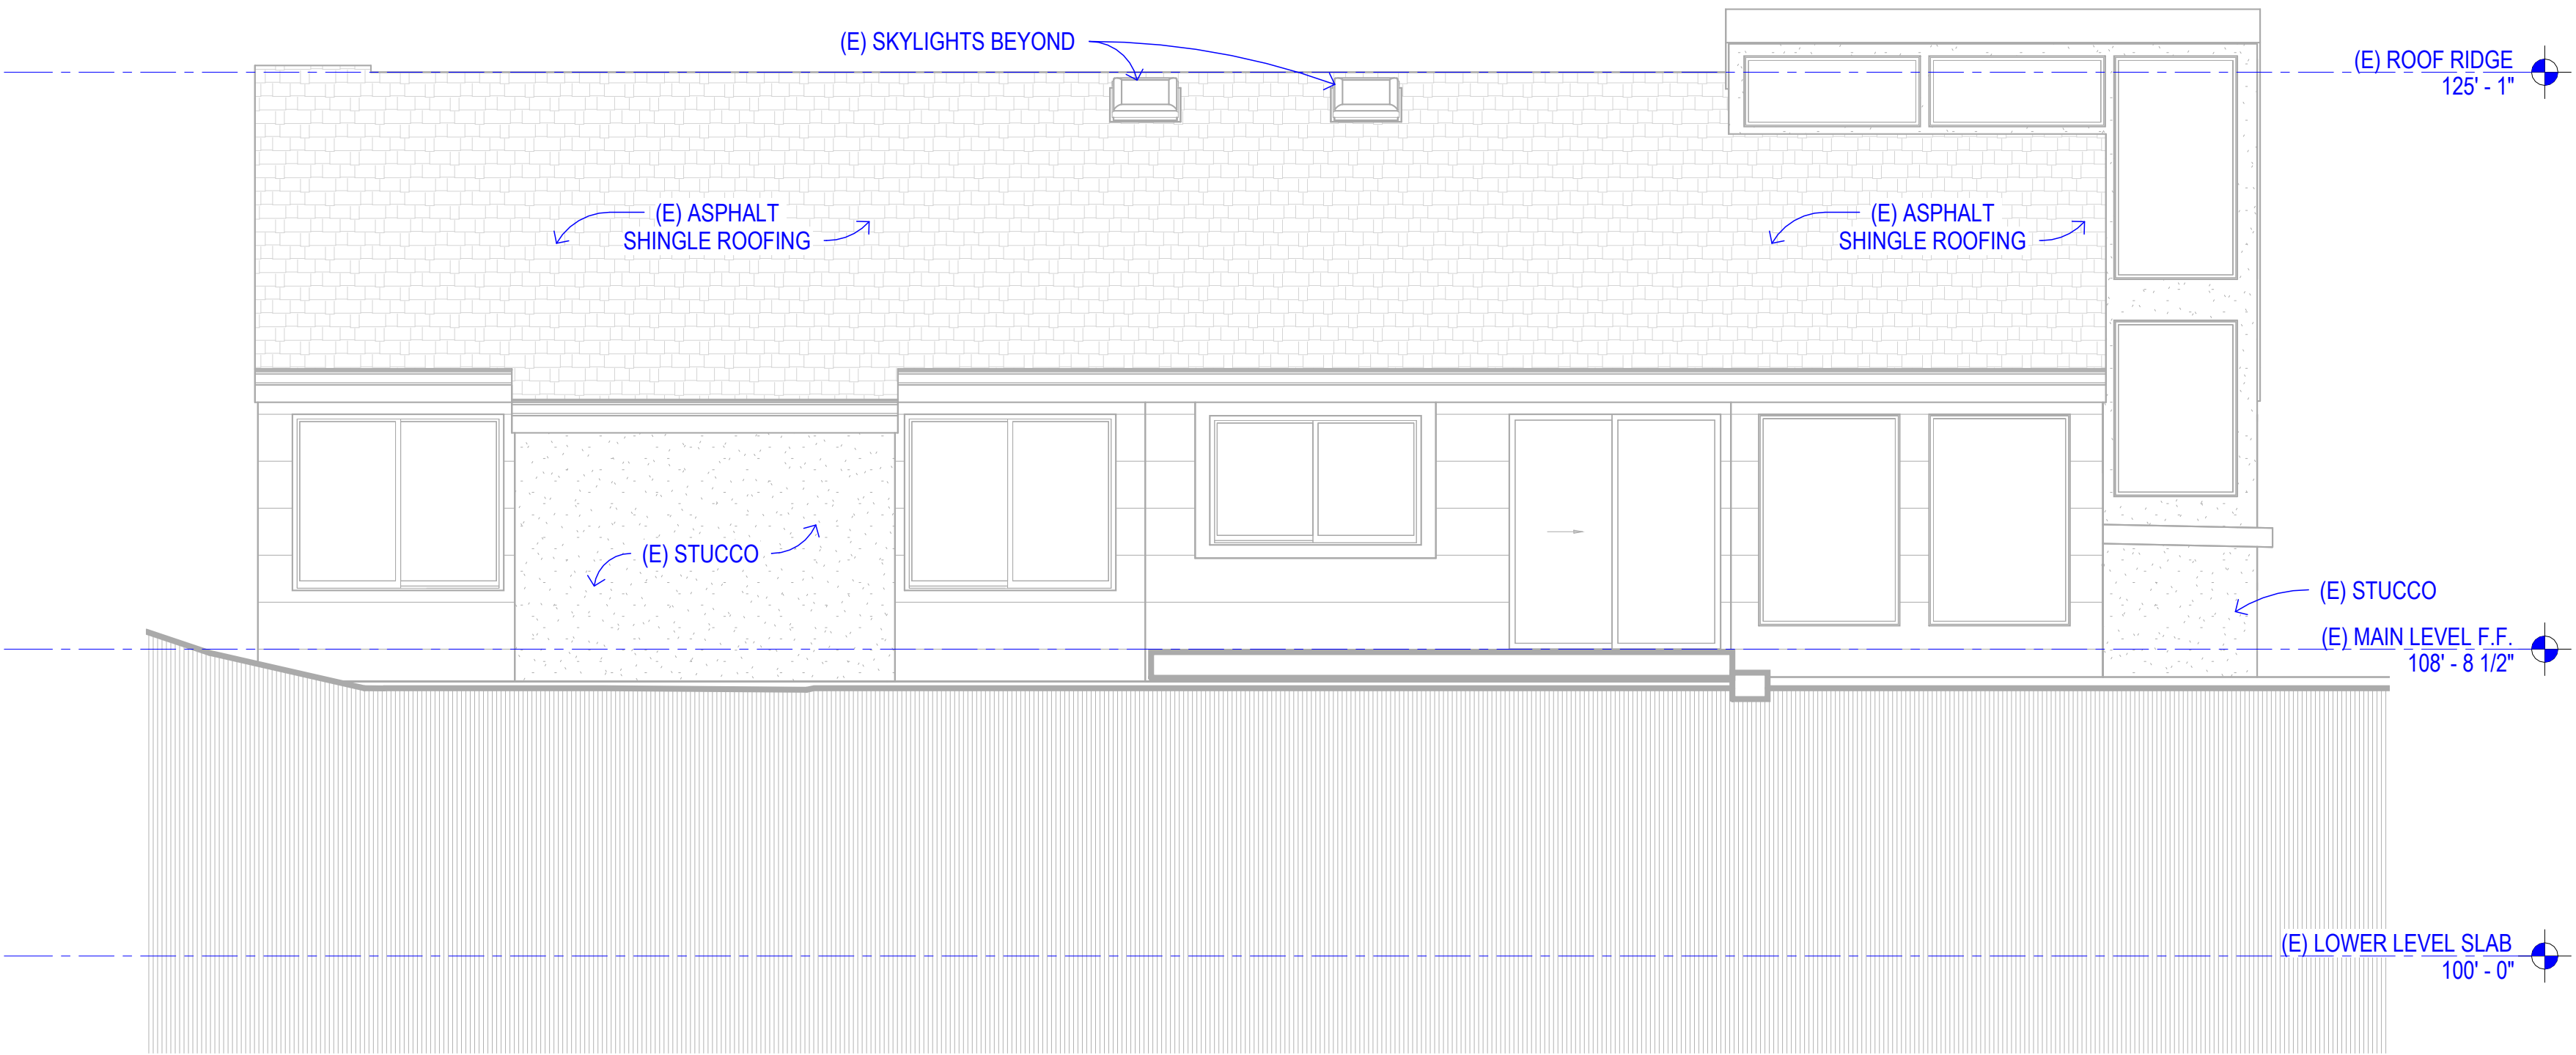 (E) SKYLIGHTS BEYOND
(E) ROOF RIDGE
125' - 1"
(E) ASPHALT
SHINGLE ROOFING
(E) ASPHALT
SHINGLE ROOFING
(E) STUCCO
(E) STUCCO
(E) MAIN LEVEL F.F.
108' - 8 1/2"
(E) LOWER LEVEL SLAB
100' - 0"